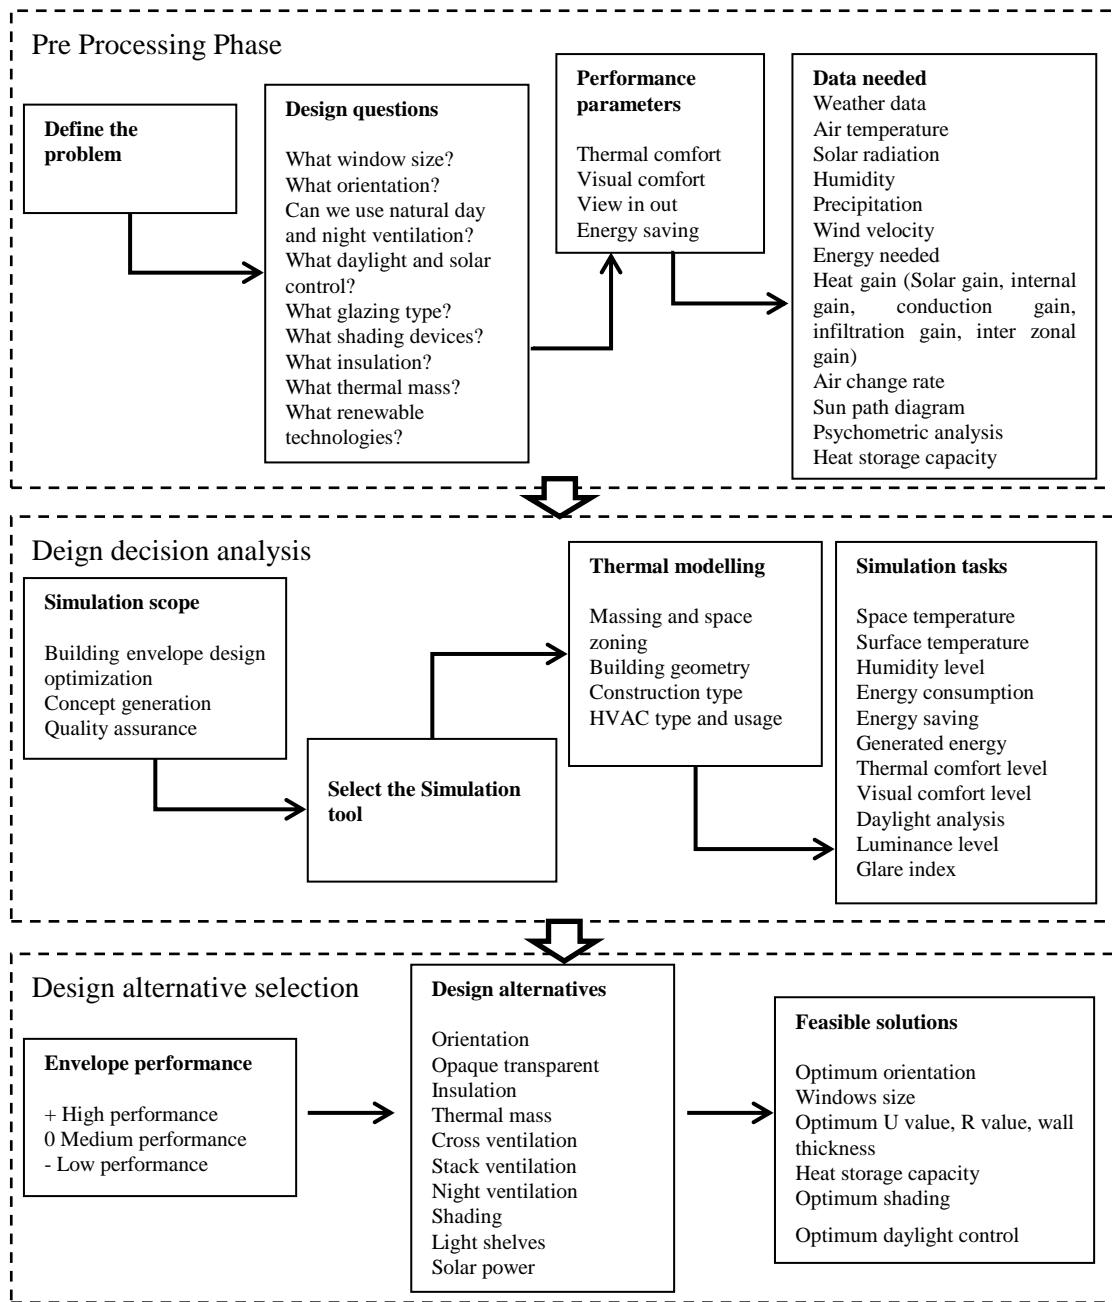 Pre Processing Phase
Define the
problem
Design questions
What window size?
What orientation?
Can we use natural day
and night ventilation?
What daylight and solar
control?
What glazing type?
What shading devices?
What insulation?
What thermal mass?
What renewable
technologies?
Performance
parameters
Thermal comfort
Visual comfort
View in out
Energy saving
Data needed
Weather data
Air temperature
Solar radiation
Humidity
Precipitation
Wind velocity
Energy needed
Heat gain (Solar gain, internal
gain, conduction gain,
infiltration gain, inter zonal
gain)
Air change rate
Sun path diagram
Psychometric analysis
Heat storage capacity
Deign decision analysis
Simulation scope
Building envelope design
optimization
Concept generation
Quality assurance
Select the Simulation
tool
Thermal modelling
Massing and space
zoning
Building geometry
Construction type
HVAC type and usage
Simulation tasks
Space temperature
Surface temperature
Humidity level
Energy consumption
Energy saving
Generated energy
Thermal comfort level
Visual comfort level
Daylight analysis
Luminance level
Glare index
Design alternative selection
Envelope performance
+ High performance
0 Medium performance
- Low performance
Design alternatives
Orientation
Opaque transparent
Insulation
Thermal mass
Cross ventilation
Stack ventilation
Night ventilation
Shading
Light shelves
Solar power
Feasible solutions
Optimum orientation
Windows size
Optimum U value, R value, wall
thickness
Heat storage capacity
Optimum shading
Optimum daylight control